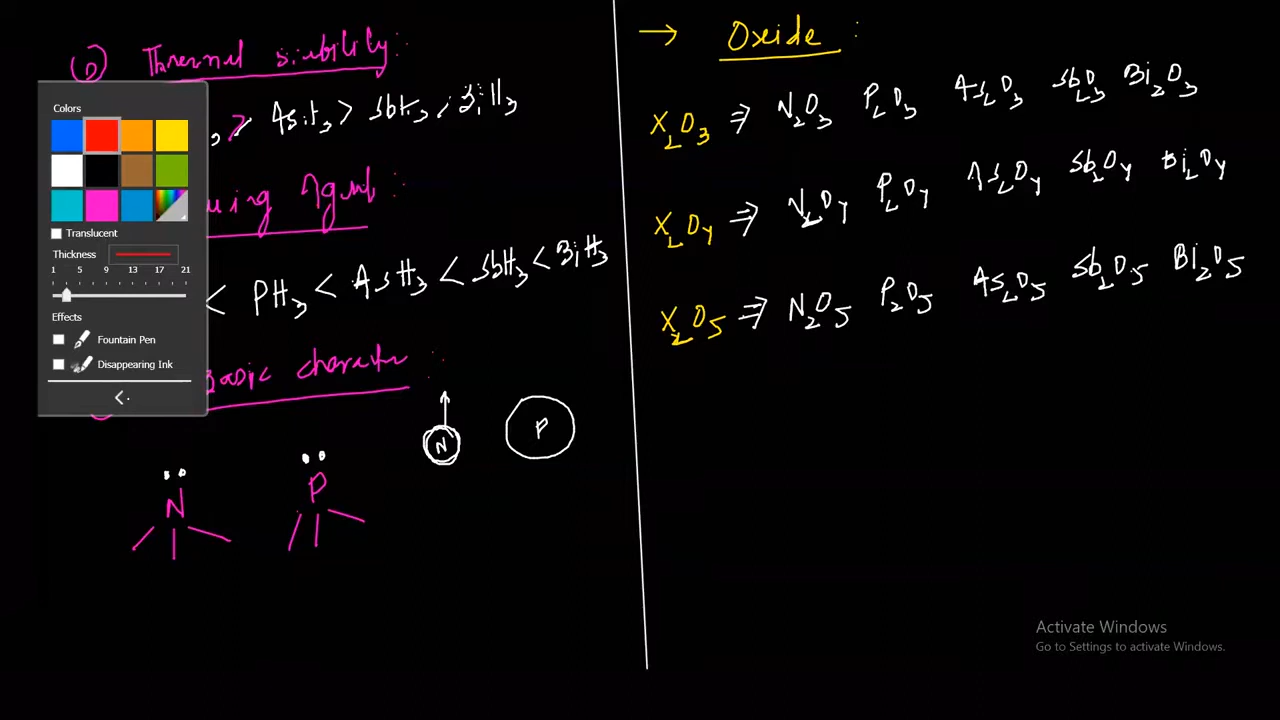 (b) Thermal stability:
Colors
> AsH3 > SbH3 > BiH3
ucing Agent:
Translucent
Thickness
1 5 9 13 17 21
< PH3 < AsH3 < SbH3 < BiH3
Effects
Fountain Pen
Disappearing Ink
Basic character :
<.
N P
N P
→ Oxide :
X2O3 ⇒ N2O3 P2O3 As2O3 Sb2O3 Bi2O3
X2O4 ⇒ N2O4 P2O4 As2O4 Sb2O4 Bi2O4
X2O5 ⇒ N2O5 P2O5 As2O5 Sb2O5 Bi2O5
Activate Windows
Go to Settings to activate Windows.